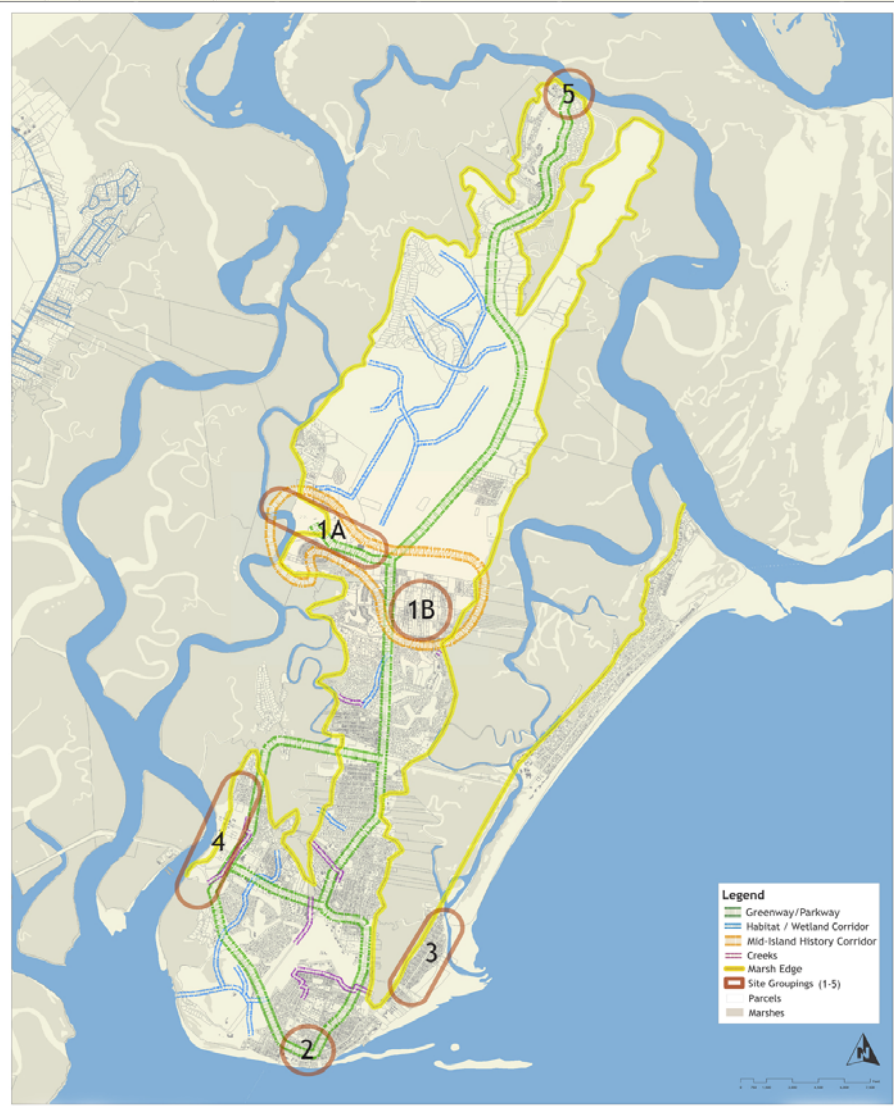 5
1A
1B
4
3
2
Legend
Greenway/Parkway
Habitat / Wetland Corridor
Mid-Island History Corridor
Creeks
Marsh Edge
Site Groupings (1-5)
Parcels
Marshes
N